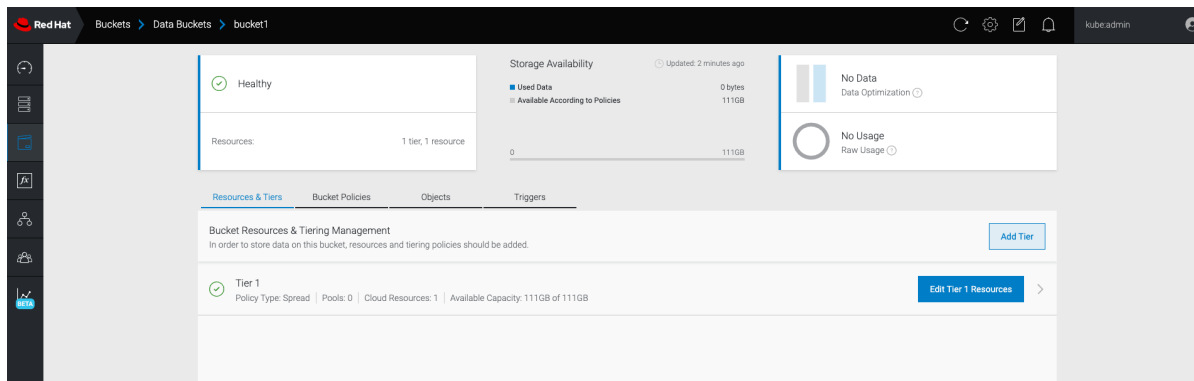 Red Hat Buckets > Data Buckets > bucket1 kube:admin
Healthy
Resources: 1 tier, 1 resource
Storage Availability Updated: 2 minutes ago
Used Data 0 bytes
Available According to Policies 111GB
0 111GB
No Data
Data Optimization ?
No Usage
Raw Usage ?
Resources & Tiers Bucket Policies Objects Triggers
Bucket Resources & Tiering Management
In order to store data on this bucket, resources and tiering policies should be added.
Add Tier
Tier 1
Policy Type: Spread | Pools: 0 | Cloud Resources: 1 | Available Capacity: 111GB of 111GB
Edit Tier 1 Resources
fx
BETA